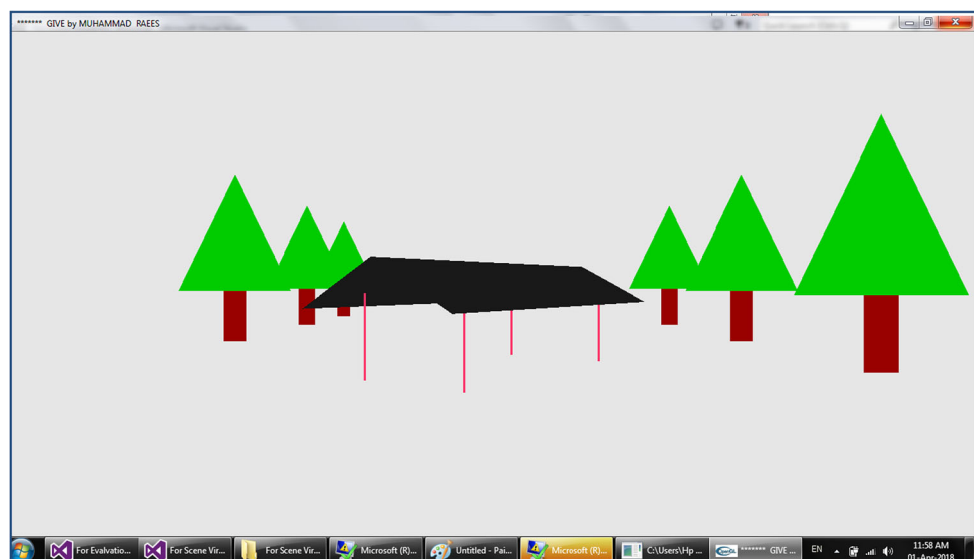 ******* GIVE by MUHAMMAD RAEES
For Evaluatio... For Scene Vir... For Scene Vir... Microsoft (R)... Untitled - Pai... Microsoft (R)... C:\Users\Hp ... ******* GIVE ... EN 11:58 AM
01-Apr-2018